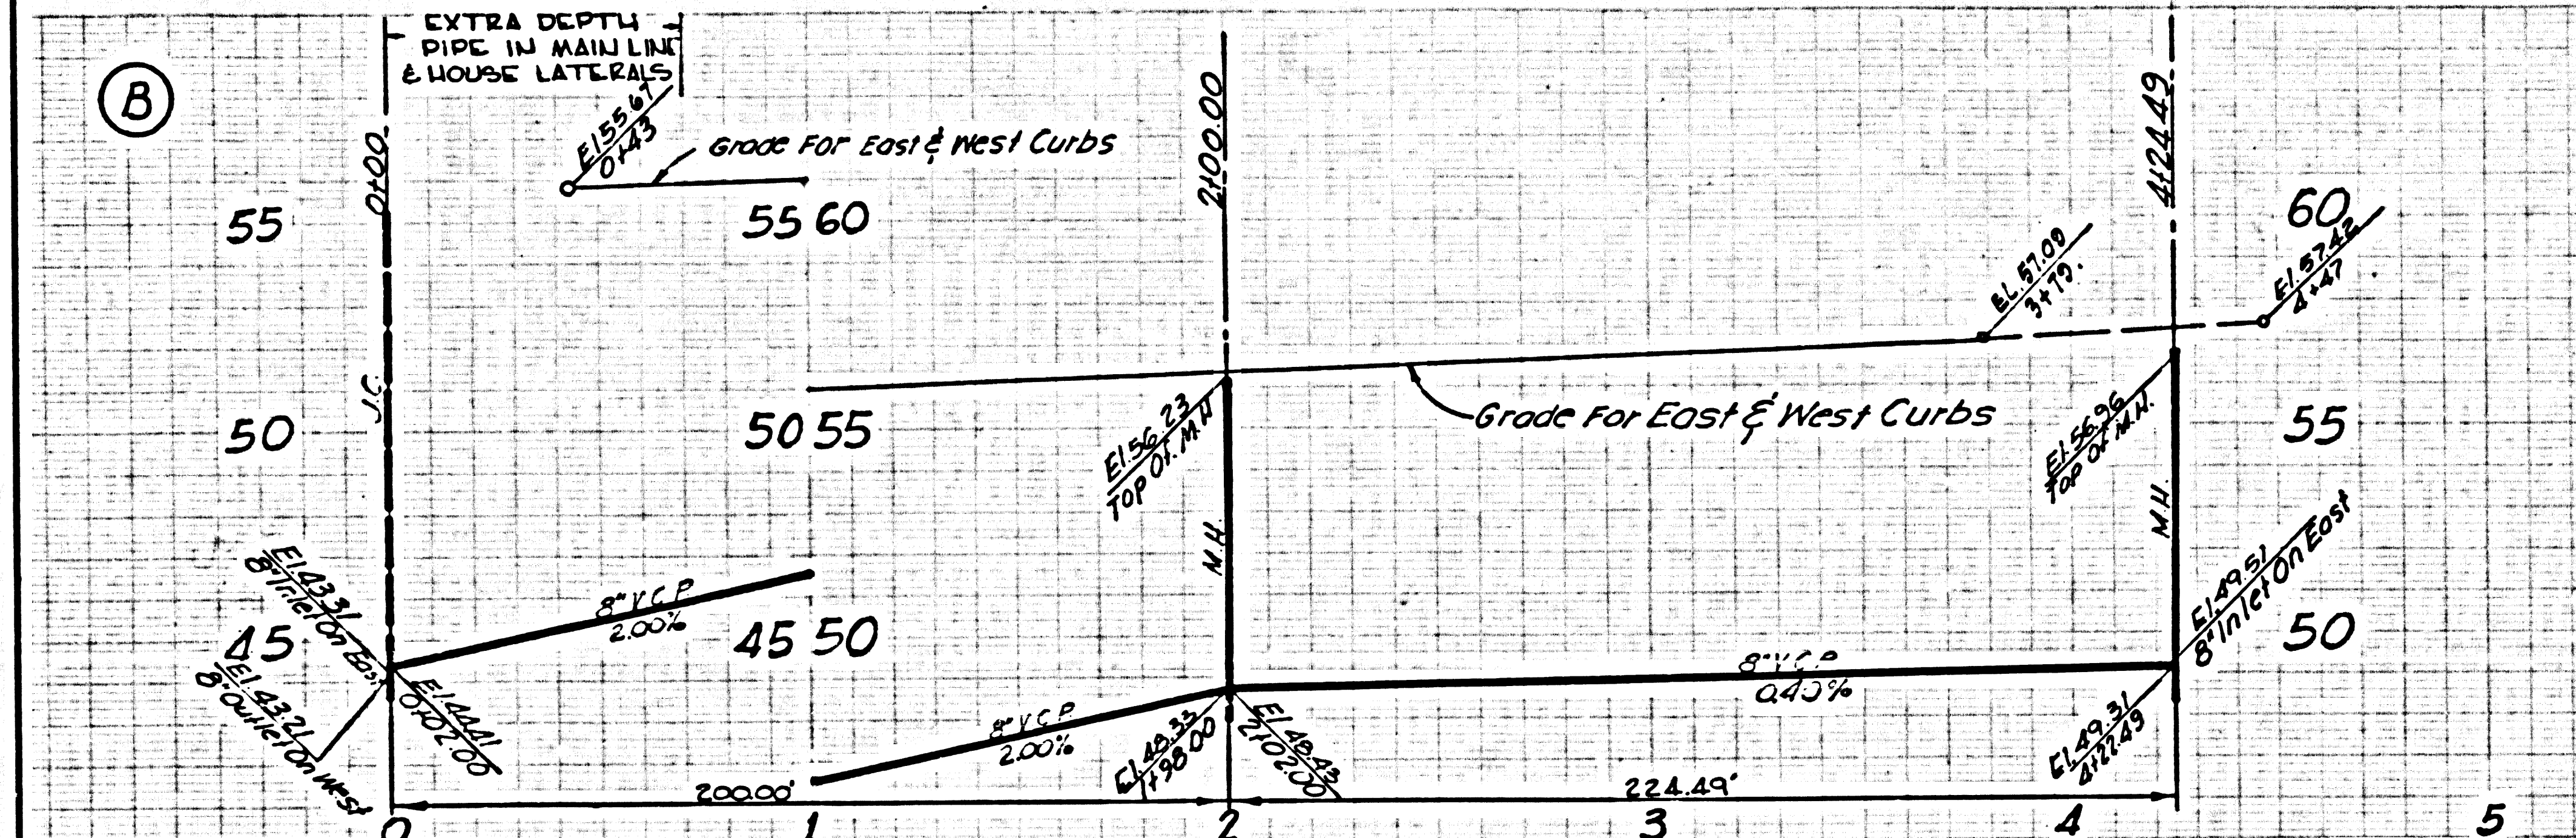 EXTRA DEPTH
PIPE IN MAIN LINE
& HOUSE LATERALS
B
0+00
El 55.67
0+43
Grade For East & West Curbs
2+00.00
4+24.49
55
55 60
60
El. 57.09
3+79.
El. 57.42
4+47
J.C.
50
50 55
El. 56.23
Top Of. M.H
Grade For East & West Curbs
El. 56.96
Top Of M.H.
55
M.H.
M.H.
El. 43.31
8" Inlet On East
8" V.C.P.
2.00%
45
45 50
El. 49.51
8" Inlet On East
50
El. 43.21
8" Outlet On West
El. 44.41
0+02.00
8" V.C.P.
2.00%
El. 48.33
1+98.00
El. 48.43
2+02.00
8" V.C.P.
0.40%
El. 49.31
4+22.49
200.00'
224.49'
0 1 2 3 4 5